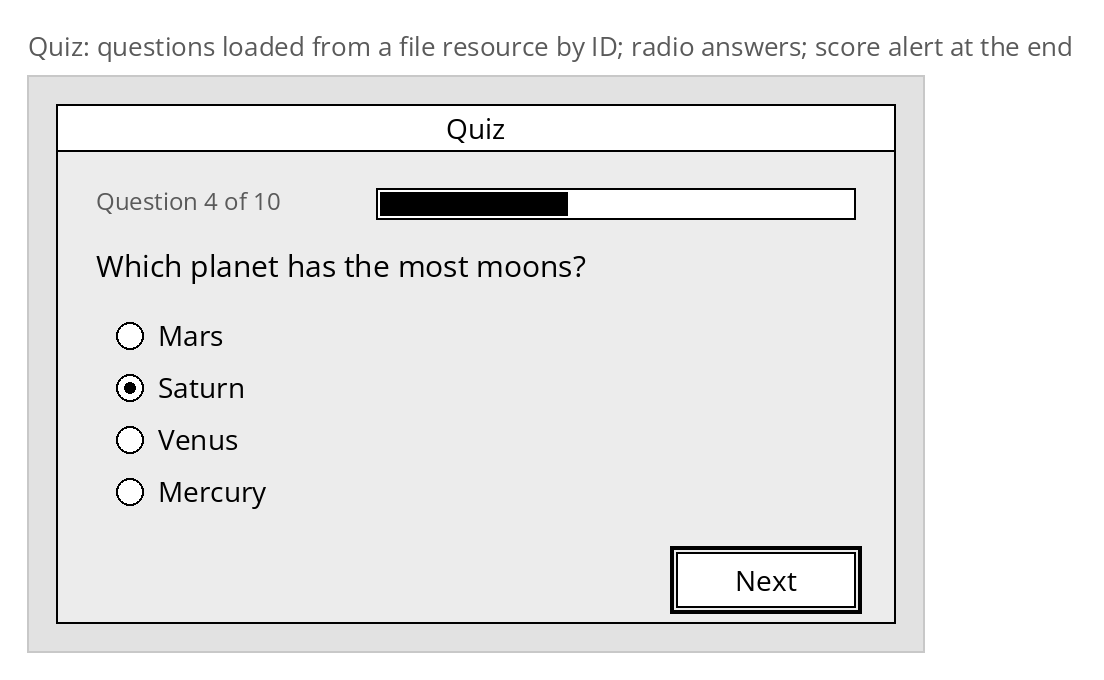 Quiz: questions loaded from a file resource by ID; radio answers; score alert at the end
Quiz
Question 4 of 10
Which planet has the most moons?
Mars
Saturn
Venus
Mercury
Next